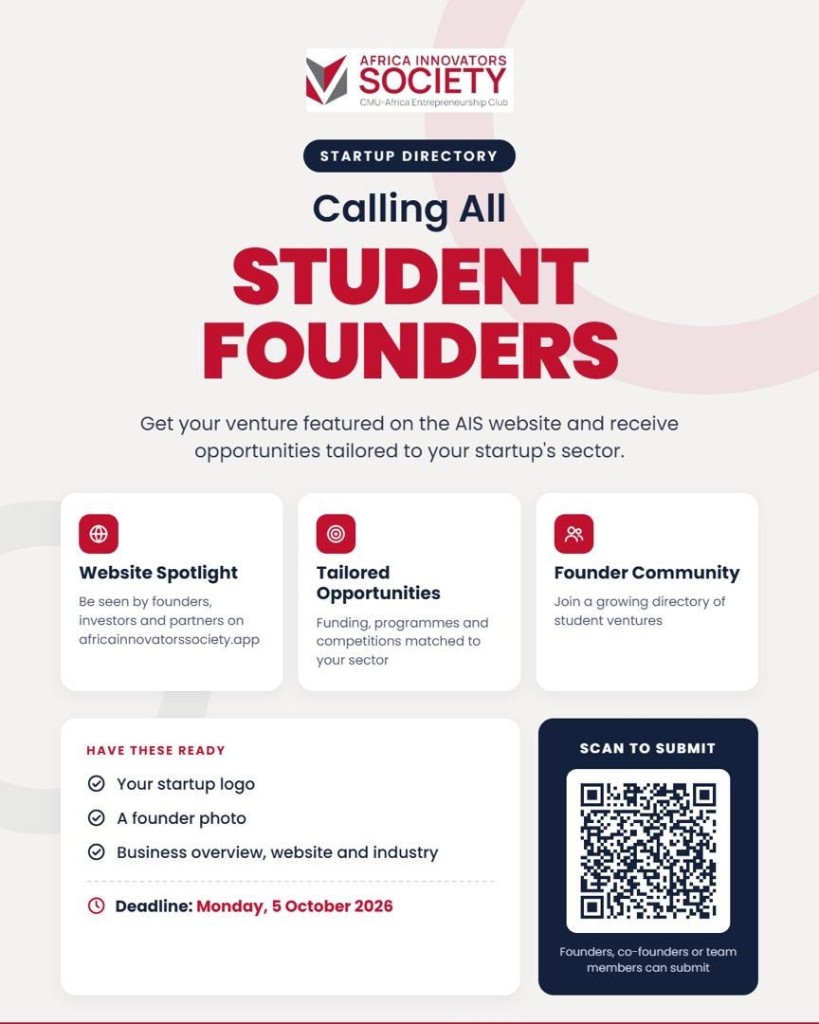 AFRICA INNOVATORS
SOCIETY
CMU-Africa Entrepreneurship Club
STARTUP DIRECTORY
Calling All
STUDENT
FOUNDERS
Get your venture featured on the AIS website and receive
opportunities tailored to your startup's sector.
Website Spotlight
Be seen by founders,
investors and partners on
africainnovatorssociety.app
Tailored
Opportunities
Funding, programmes and
competitions matched to
your sector
Founder Community
Join a growing directory of
student ventures
HAVE THESE READY
Your startup logo
A founder photo
Business overview, website and industry
Deadline: Monday, 5 October 2026
SCAN TO SUBMIT
Founders, co-founders or team
members can submit